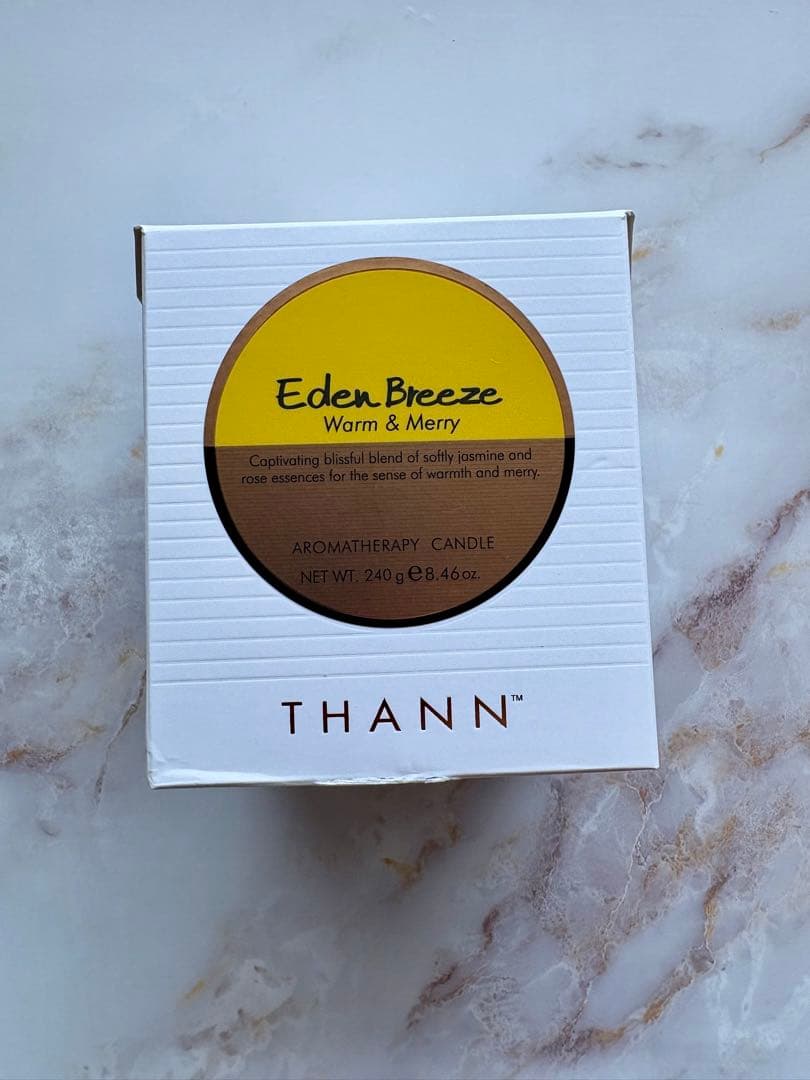 Eden Breeze
Warm & Merry
Captivating blissful blend of softly jasmine and
rose essences for the sense of warmth and merry.
AROMATHERAPY CANDLE
NET WT. 240 g ℮ 8.46 oz.
THANN™